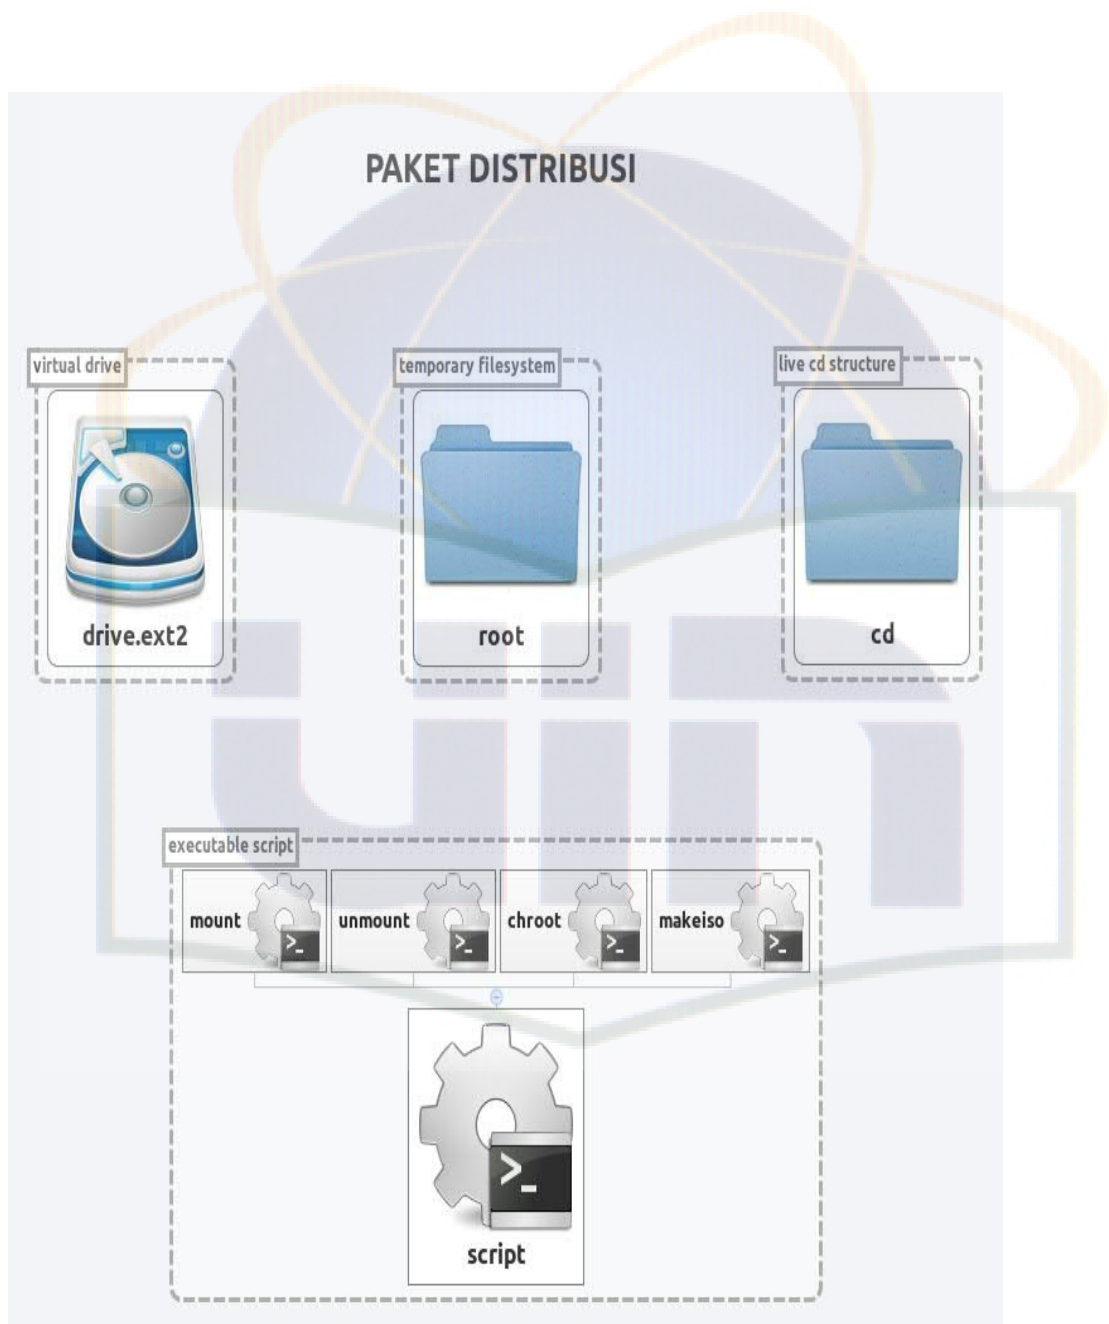 PAKET DISTRIBUSI
virtual drive
temporary filesystem
live cd structure
drive.ext2
root
cd
executable script
mount
unmount
chroot
makeiso
>_
>_
>_
>_
>_
script
uin